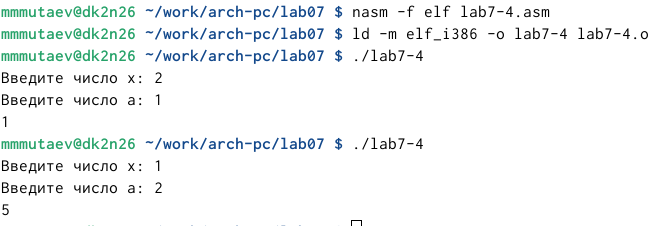 mmmutaev@dk2n26 ~/work/arch-pc/lab07 $ nasm -f elf lab7-4.asm
mmmutaev@dk2n26 ~/work/arch-pc/lab07 $ ld -m elf_i386 -o lab7-4 lab7-4.o
mmmutaev@dk2n26 ~/work/arch-pc/lab07 $ ./lab7-4
Введите число x: 2
Введите число a: 1
1
mmmutaev@dk2n26 ~/work/arch-pc/lab07 $ ./lab7-4
Введите число x: 1
Введите число a: 2
5